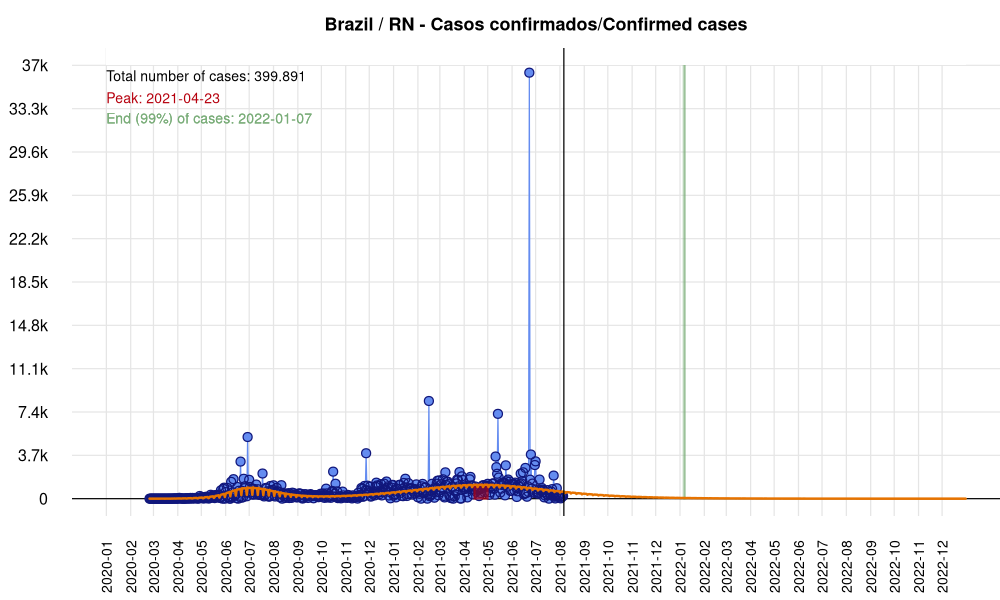 Brazil / RN - Casos confirmados/Confirmed cases
Total number of cases: 399.891
Peak: 2021-04-23
End (99%) of cases: 2022-01-07
37k
33.3k
29.6k
25.9k
22.2k
18.5k
14.8k
11.1k
7.4k
3.7k
0
2020-01
2020-02
2020-03
2020-04
2020-05
2020-06
2020-07
2020-08
2020-09
2020-10
2020-11
2020-12
2021-01
2021-02
2021-03
2021-04
2021-05
2021-06
2021-07
2021-08
2021-09
2021-10
2021-11
2021-12
2022-01
2022-02
2022-03
2022-04
2022-05
2022-06
2022-07
2022-08
2022-09
2022-10
2022-11
2022-12